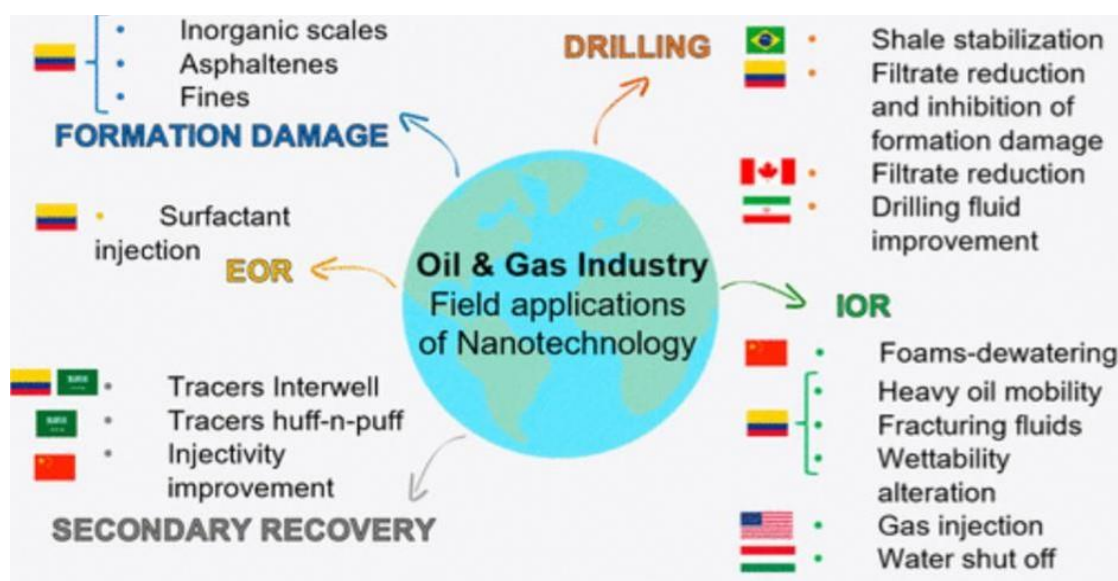 Inorganic scales
Asphaltenes
Fines
FORMATION DAMAGE
Surfactant
injection
EOR
Tracers Interwell
Tracers huff-n-puff
Injectivity
improvement
SECONDARY RECOVERY
Oil & Gas Industry
Field applications
of Nanotechnology
DRILLING
Shale stabilization
Filtrate reduction
and inhibition of
formation damage
Filtrate reduction
Drilling fluid
improvement
IOR
Foams-dewatering
Heavy oil mobility
Fracturing fluids
Wettability
alteration
Gas injection
Water shut off